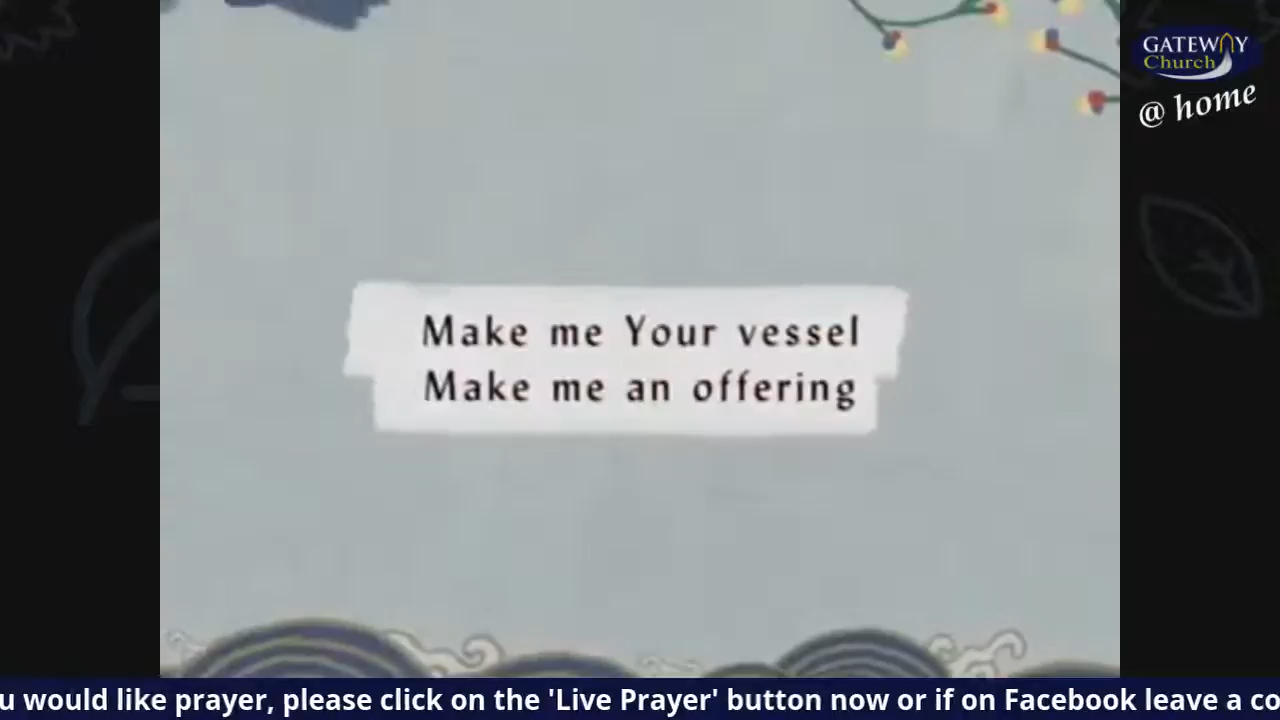 GATEWAY
Church
@ home
Make me Your vessel
Make me an offering
would like prayer, please click on the 'Live Prayer' button now or if on Facebook leave a